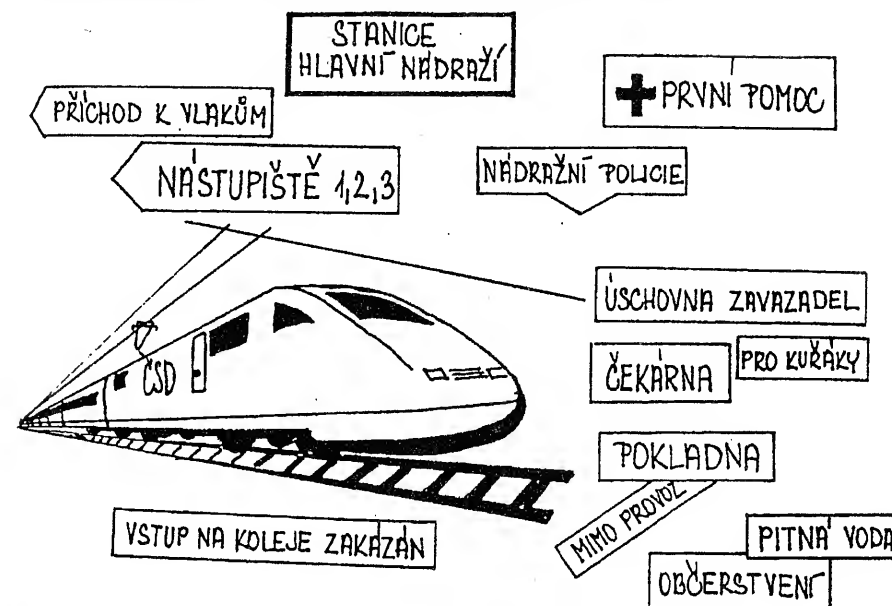 STANICE
HLAVNÍ NÁDRAŽÍ
PRVNÍ POMOC
PŘÍCHOD K VLAKŮM
NÁSTUPIŠTĚ 1,2,3
NÁDRAŽNÍ POLICIE
ÚSCHOVNA ZAVAZADEL
ČEKÁRNA
PRO KUŘÁKY
ČSD
POKLADNA
MIMO PROVOZ
VSTUP NA KOLEJE ZAKÁZÁN
PITNÁ VODA
OBČERSTVENÍ